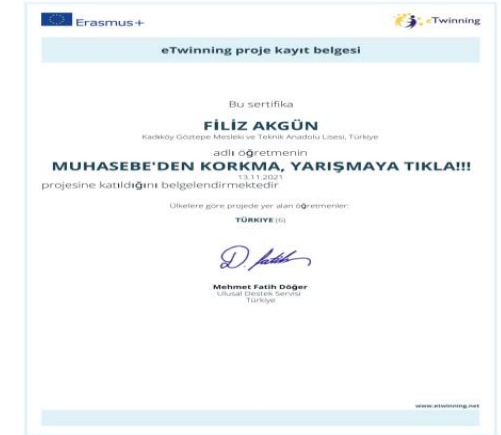 Erasmus+
eTwinning
eTwinning proje kayıt belgesi
Bu sertifika
FİLİZ AKGÜN
Kadıköy Göztepe Mesleki ve Teknik Anadolu Lisesi, Türkiye
adlı öğretmenin
MUHASEBE'DEN KORKMA, YARIŞMAYA TIKLA!!!
13.11.2021
projesine katıldığını belgelendirmektedir
Ülkelere göre projede yer alan öğretmenler:
TÜRKIYE (6)
D. fatih
Mehmet Fatih Döğer
Ulusal Destek Servisi
Türkiye
www.etwinning.net